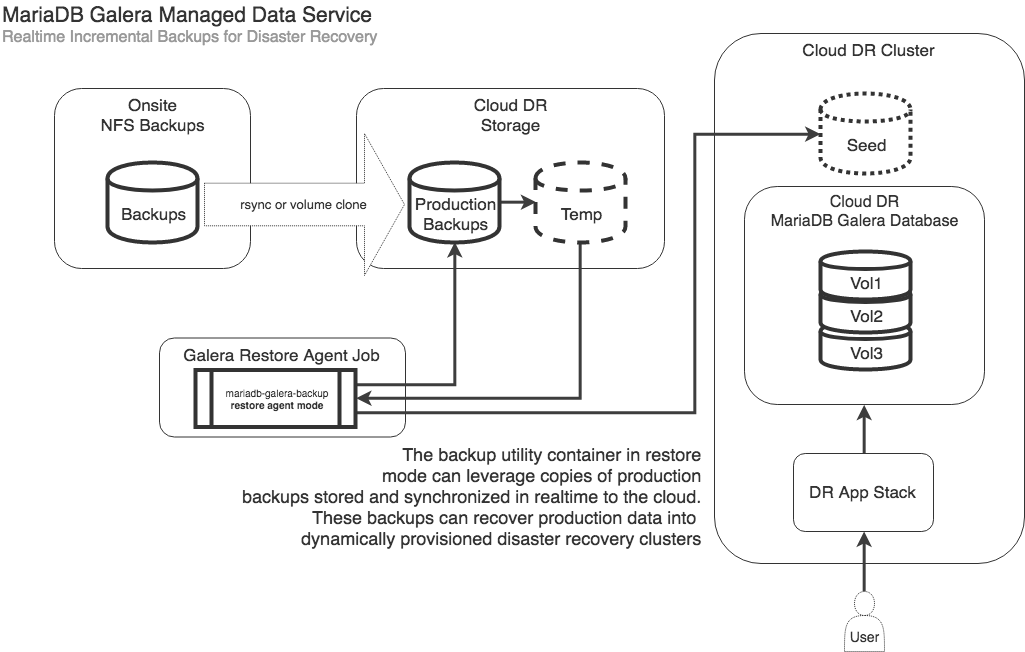 MariaDB Galera Managed Data Service
Realtime Incremental Backups for Disaster Recovery
Onsite
NFS Backups
Backups
rsync or volume clone
Cloud DR
Storage
Production
Backups
Temp
Galera Restore Agent Job
mariadb-galera-backup
restore agent mode
The backup utility container in restore
mode can leverage copies of production
backups stored and synchronized in realtime to the cloud.
These backups can recover production data into
dynamically provisioned disaster recovery clusters
Cloud DR Cluster
Seed
Cloud DR
MariaDB Galera Database
Vol1
Vol2
Vol3
DR App Stack
User